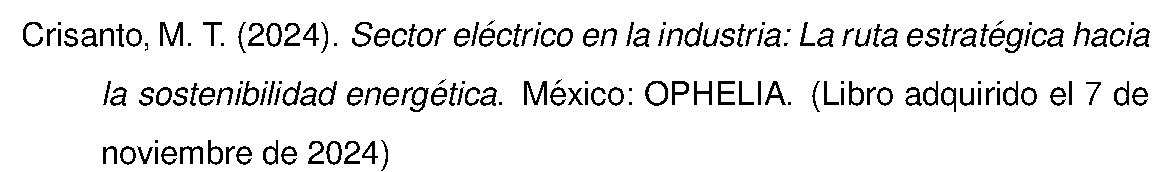 Crisanto, M. T. (2024). Sector eléctrico en la industria: La ruta estratégica hacia
la sostenibilidad energética. México: OPHELIA. (Libro adquirido el 7 de
noviembre de 2024)